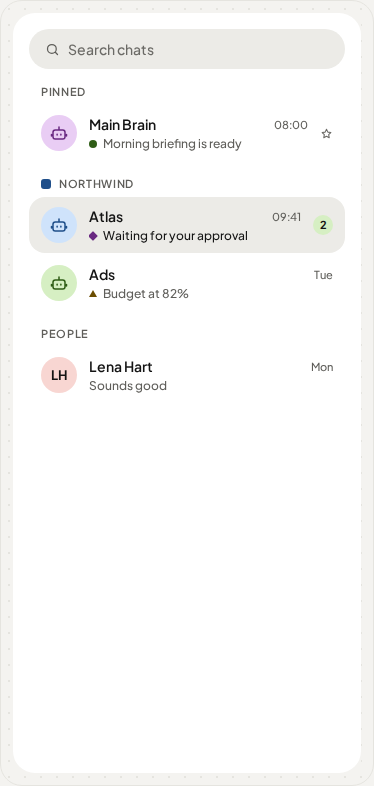 Search chats
PINNED
Main Brain 08:00
Morning briefing is ready
NORTHWIND
Atlas 09:41
Waiting for your approval 2
Ads Tue
Budget at 82%
PEOPLE
LH Lena Hart Mon
Sounds good